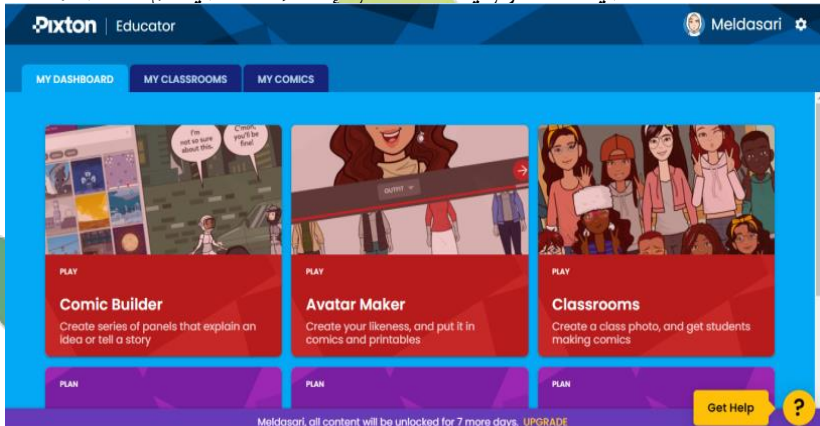 Pixton | Educator
Meldasari
MY DASHBOARD MY CLASSROOMS MY COMICS
I'm not so sure about this.
C'mon, you'll be fine!
OUTFIT
PLAY
Comic Builder
Create series of panels that explain an
idea or tell a story
PLAY
Avatar Maker
Create your likeness, and put it in
comics and printables
PLAY
Classrooms
Create a class photo, and get students
making comics
PLAN
PLAN
PLAN
Get Help ?
Meldasari, all content will be unlocked for 7 more days. UPGRADE